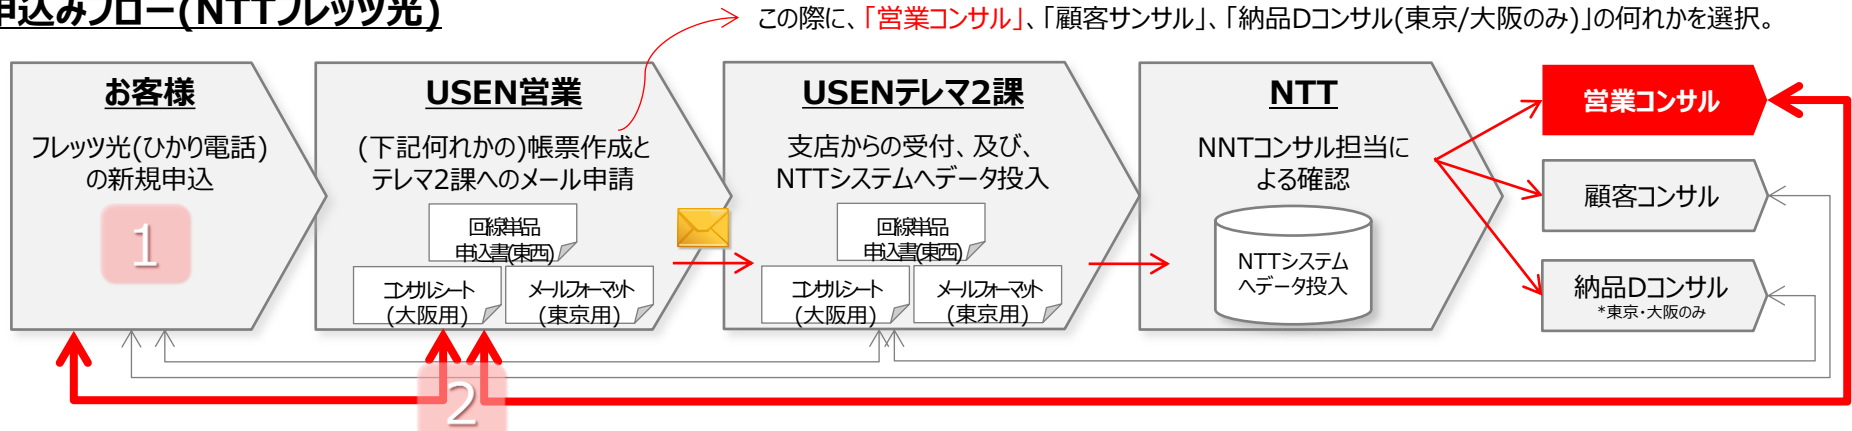 申込みフロー(NTTフレッツ光)
この際に、「営業コンサル」、「顧客サンサル」、「納品Dコンサル(東京/大阪のみ)」の何れかを選択。
お客様
フレッツ光(ひかり電話)
の新規申込
1
USEN営業
(下記何れかの)帳票作成と
テレマ2課へのメール申請
回線単品
申込書(東西)
コンサルシート
(大阪用)
メールフォーマット
(東京用)
2
USENテレマ2課
支店からの受付、及び、
NTTシステムへデータ投入
回線単品
申込書(東西)
コンサルシート
(大阪用)
メールフォーマット
(東京用)
NTT
NNTコンサル担当に
よる確認
NTTシステム
へデータ投入
営業コンサル
顧客コンサル
納品Dコンサル
*東京・大阪のみ